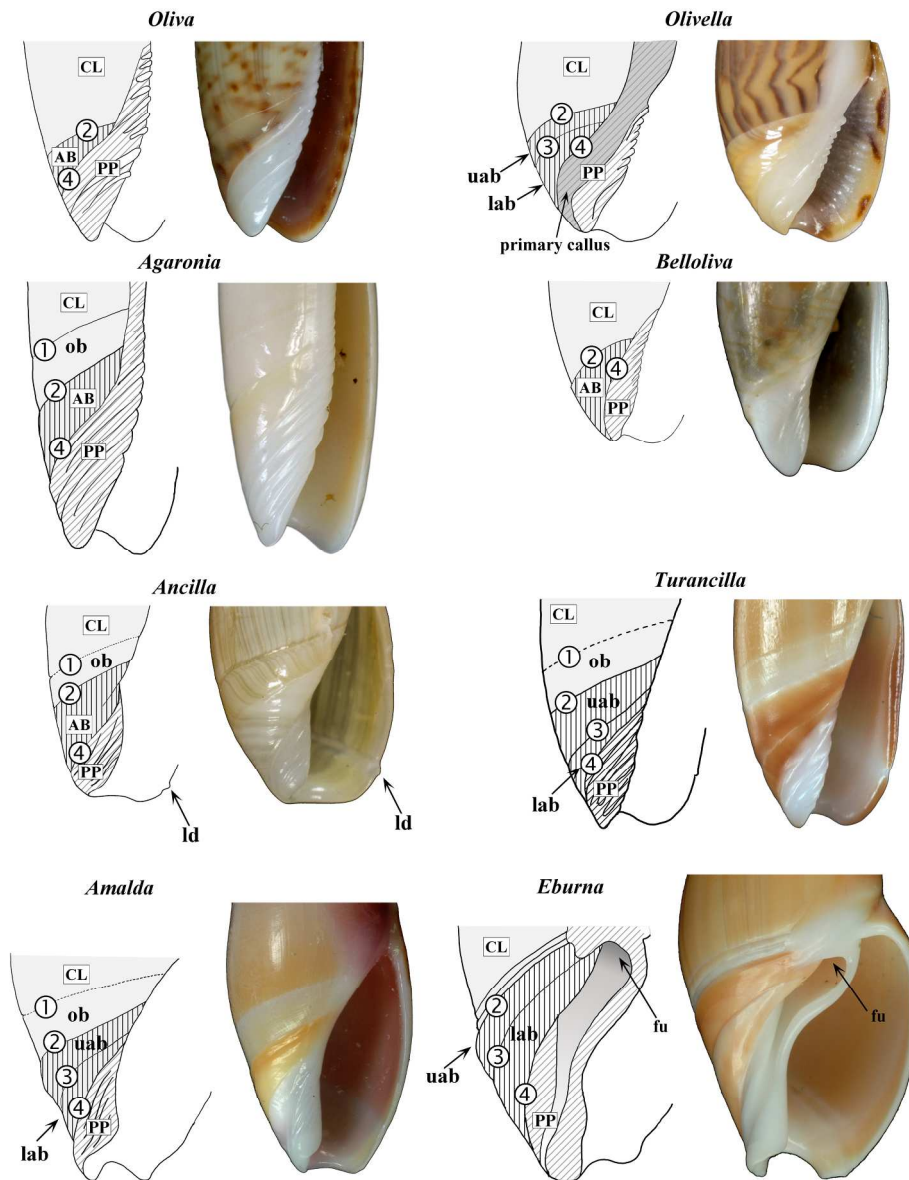 Oliva
CL
②
AB
④
PP
Olivella
CL
②
③
④
PP
uab
lab
primary callus
Agaronia
CL
①
ob
②
AB
④
PP
Belloliva
CL
②
④
AB
PP
Ancilla
CL
①
ob
②
AB
④
PP
ld
ld
Turancilla
CL
①
ob
②
uab
③
④
lab
PP
Amalda
CL
①
ob
②
uab
③
④
PP
lab
Eburna
CL
②
fu
lab
③
uab
④
PP
fu